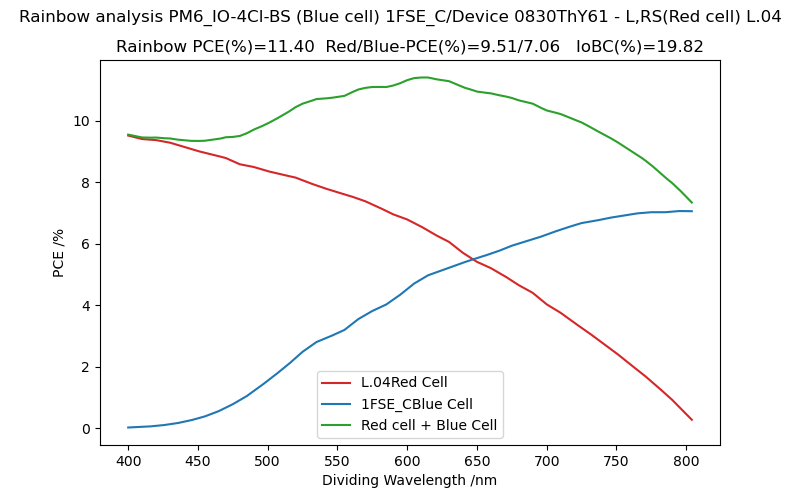 Rainbow analysis PM6_IO-4Cl-BS (Blue cell) 1FSE_C/Device 0830ThY61 - L,RS(Red cell) L.04
Rainbow PCE(%)=11.40 Red/Blue-PCE(%)=9.51/7.06 IoBC(%)=19.82
PCE /%
10
8
6
4
2
0
L.04Red Cell
1FSE_CBlue Cell
Red cell + Blue Cell
400 450 500 550 600 650 700 750 800
Dividing Wavelength /nm